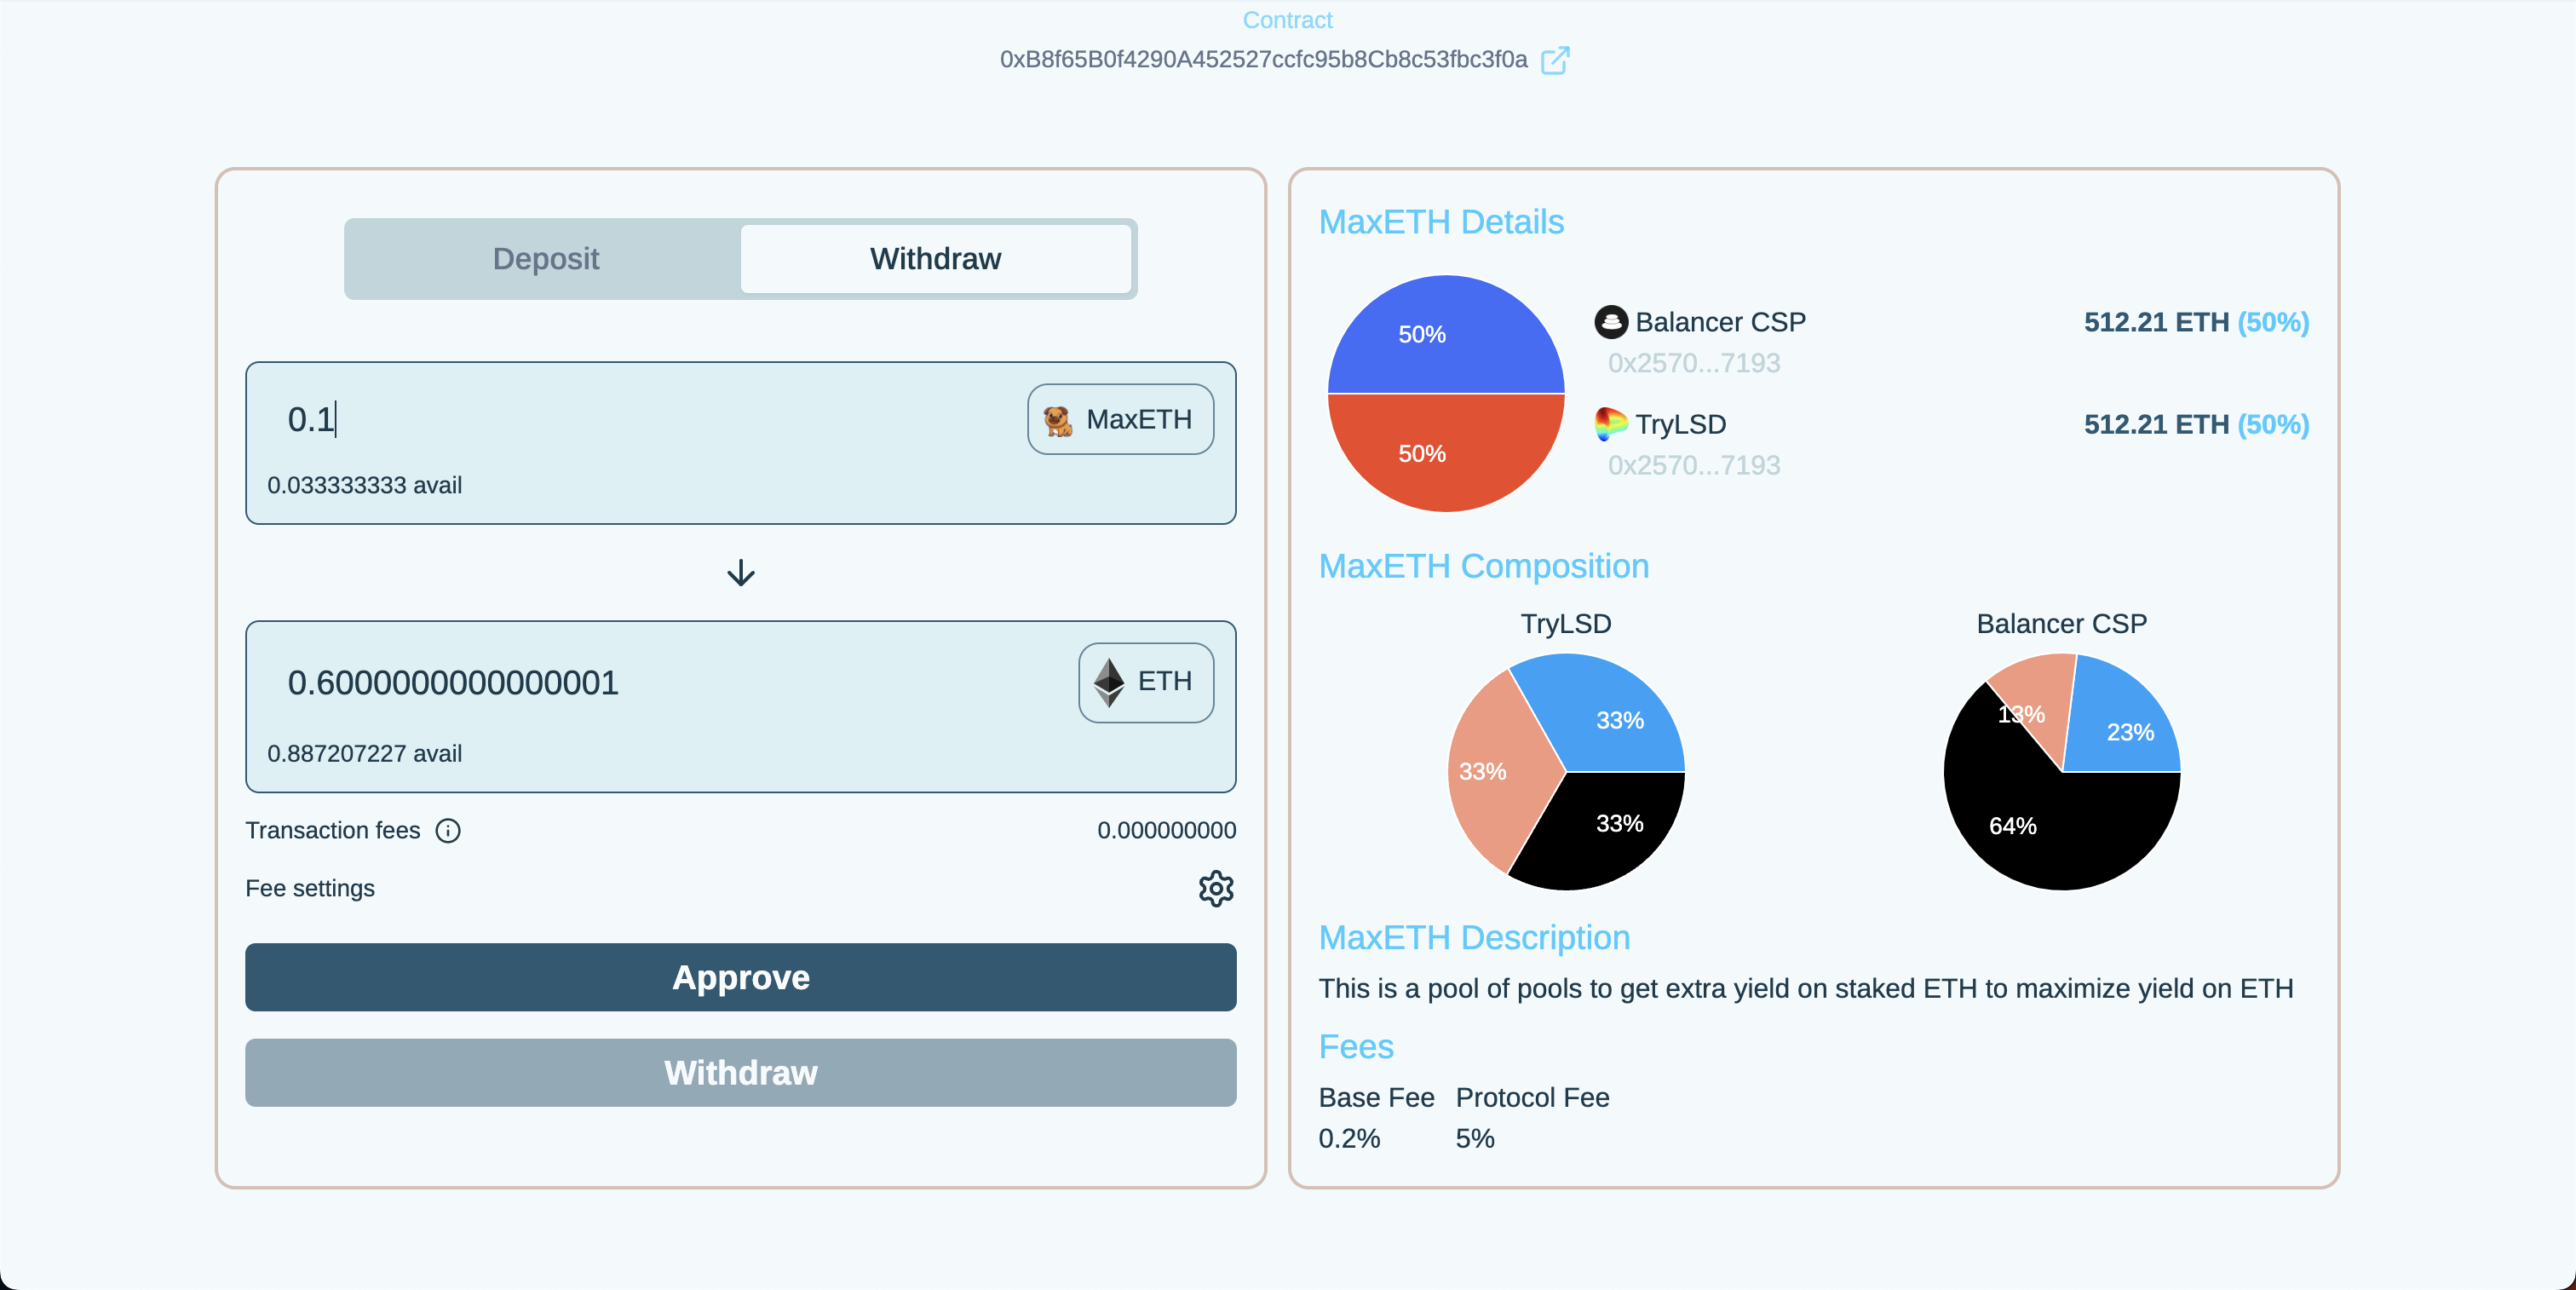 Contract
0xB8f65B0f4290A452527ccfc95b8Cb8c53fbc3f0a
Deposit
Withdraw
0.1
MaxETH
0.033333333 avail
0.6000000000000001
ETH
0.887207227 avail
Transaction fees
0.000000000
Fee settings
Approve
Withdraw
MaxETH Details
50%
50%
Balancer CSP
512.21 ETH (50%)
0x2570...7193
TryLSD
512.21 ETH (50%)
0x2570...7193
MaxETH Composition
TryLSD
33%
33%
33%
Balancer CSP
13%
23%
64%
MaxETH Description
This is a pool of pools to get extra yield on staked ETH to maximize yield on ETH
Fees
Base Fee Protocol Fee
0.2% 5%